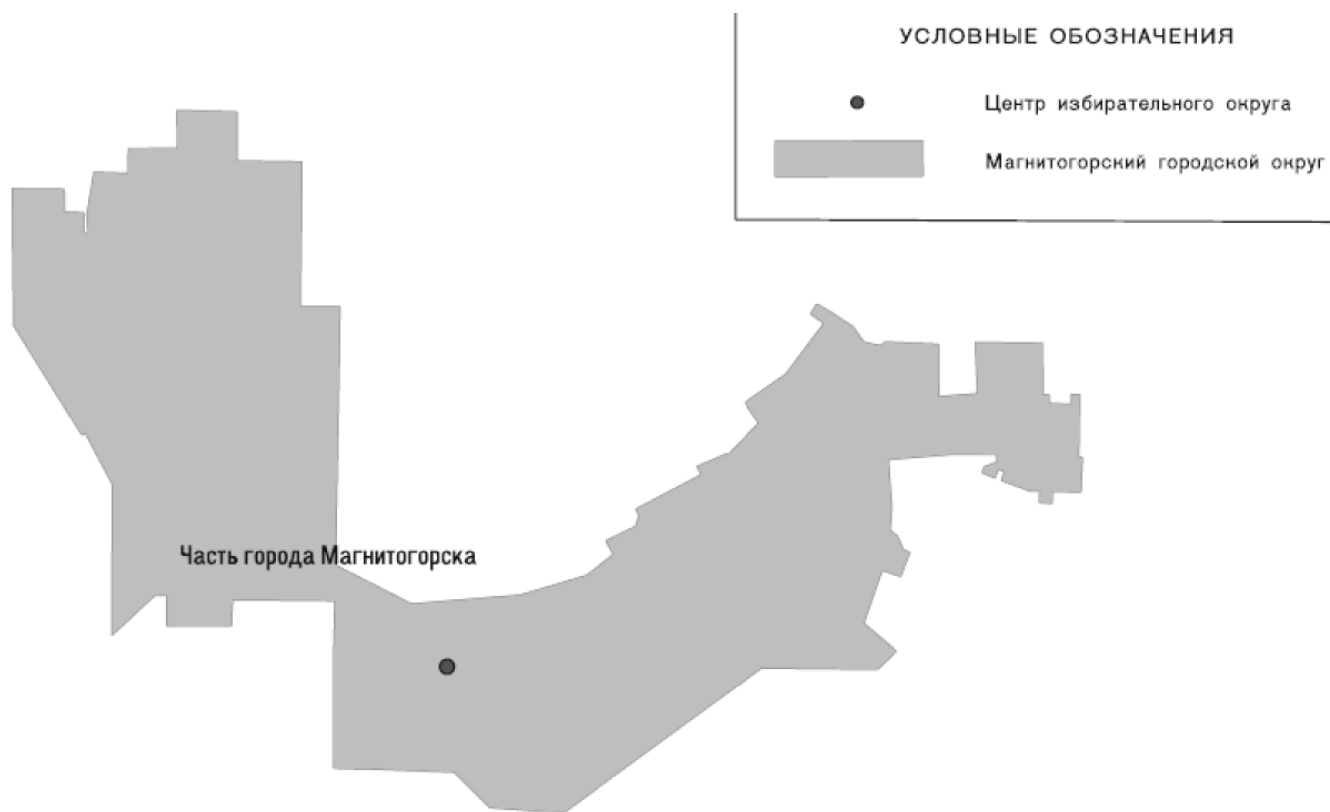 УСЛОВНЫЕ ОБОЗНАЧЕНИЯ
Центр избирательного округа
Магнитогорский городской округ
Часть города Магнитогорска